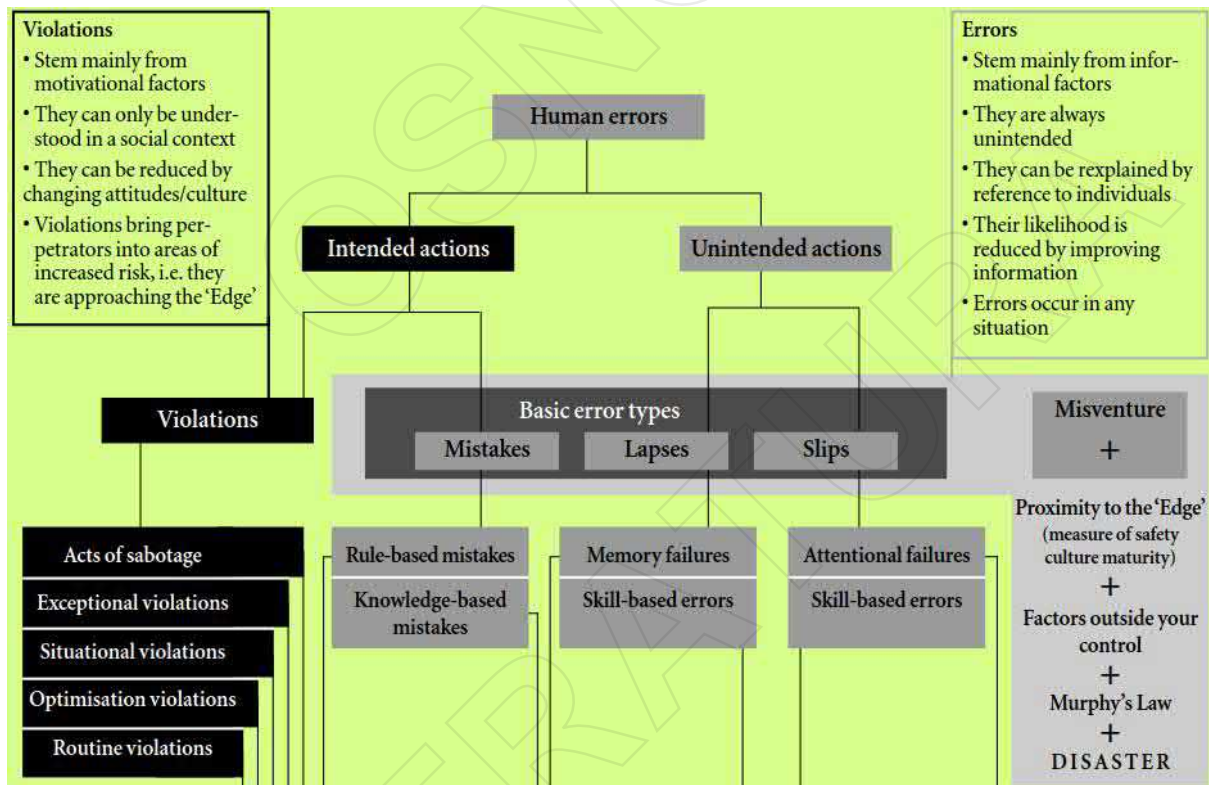 Violations
• Stem mainly from
motivational factors
• They can only be under-
stood in a social context
• They can be reduced by
changing attitudes/culture
• Violations bring per-
petrators into areas of
increased risk, i.e. they
are approaching the ‘Edge’
Errors
• Stem mainly from infor-
mational factors
• They are always
unintended
• They can be rexplained by
reference to individuals
• Their likelihood is
reduced by improving
information
• Errors occur in any
situation
Human errors
Intended actions
Unintended actions
Violations
Basic error types
Mistakes
Lapses
Slips
Misventure
+
Proximity to the ‘Edge’
(measure of safety
culture maturity)
+
Factors outside your
control
+
Murphy’s Law
+
DISASTER
Acts of sabotage
Exceptional violations
Situational violations
Optimisation violations
Routine violations
Rule-based mistakes
Knowledge-based
mistakes
Memory failures
Skill-based errors
Attentional failures
Skill-based errors